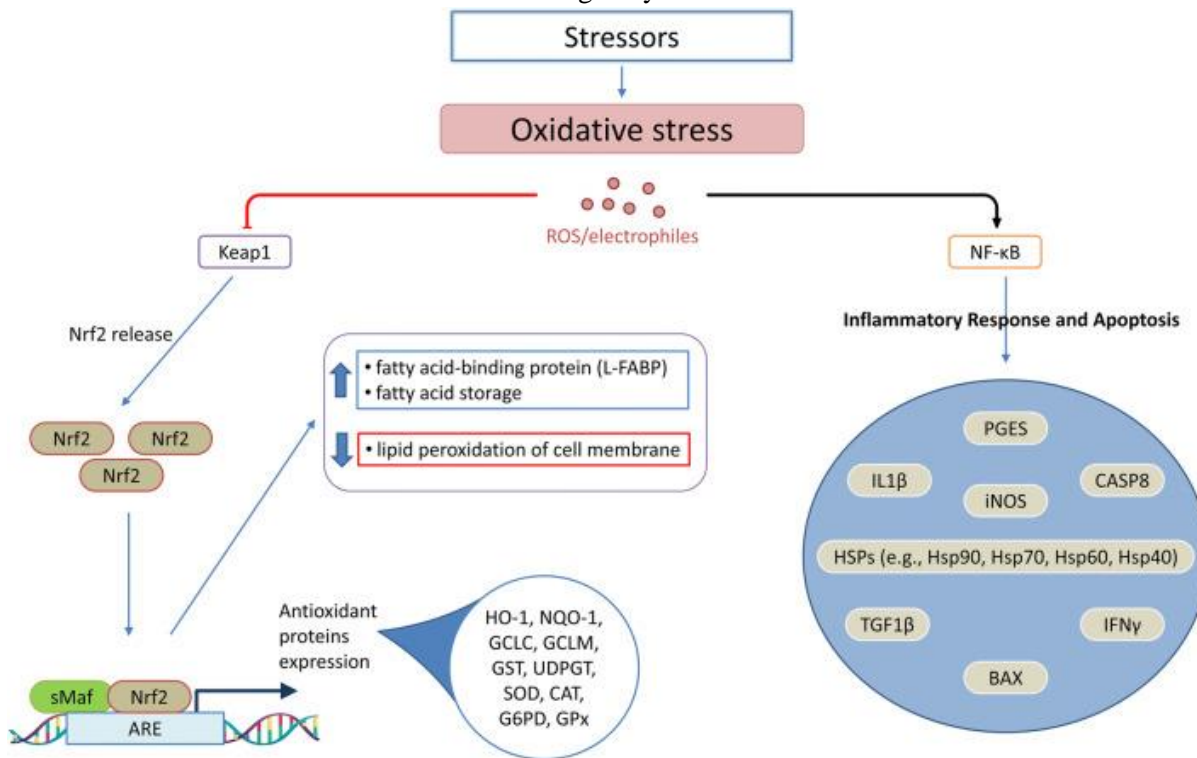 Stressors
Oxidative stress
ROS/electrophiles
Keap1
NF-κB
Nrf2 release
Inflammatory Response and Apoptosis
• fatty acid-binding protein (L-FABP)
• fatty acid storage
• lipid peroxidation of cell membrane
Nrf2
Nrf2
Nrf2
PGES
IL1β
CASP8
iNOS
HSPs (e.g., Hsp90, Hsp70, Hsp60, Hsp40)
TGF1β
IFNγ
BAX
Antioxidant
proteins
expression
HO-1, NQO-1,
GCLC, GCLM,
GST, UDPGT,
SOD, CAT,
G6PD, GPx
sMaf
Nrf2
ARE